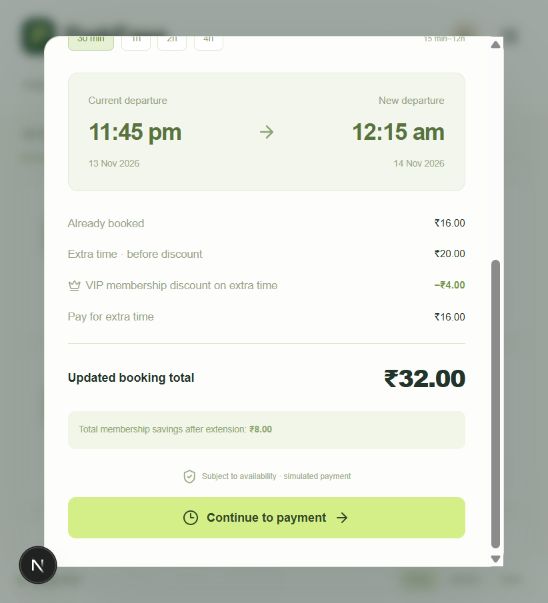 30 min 1h 2h 4h 15 min–12h
Current departure New departure
11:45 pm → 12:15 am
13 Nov 2026 14 Nov 2026
Already booked ₹16.00
Extra time · before discount ₹20.00
VIP membership discount on extra time −₹4.00
Pay for extra time ₹16.00
Updated booking total ₹32.00
Total membership savings after extension: ₹8.00
Subject to availability · simulated payment
Continue to payment →
N